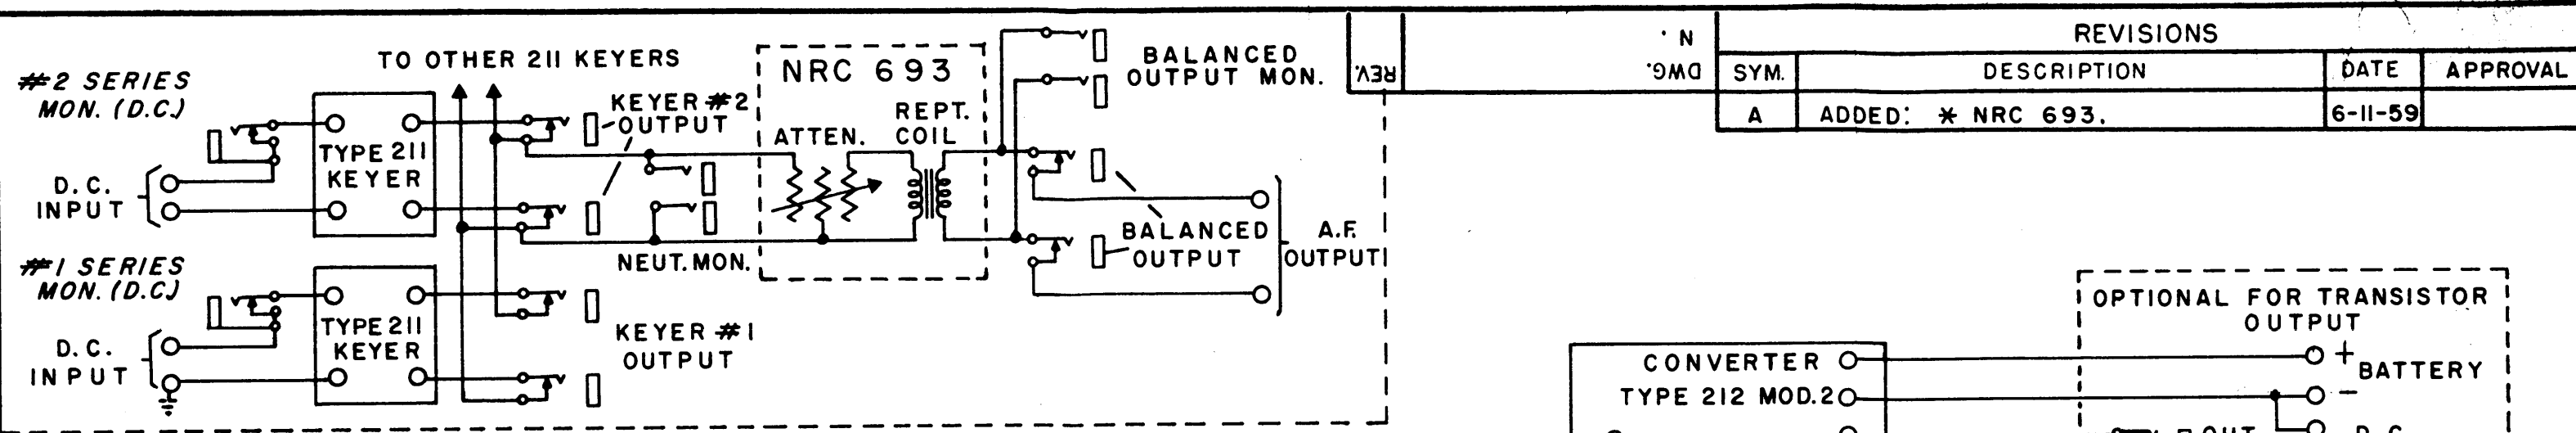 #2 SERIES
MON. (D.C.)
TO OTHER 211 KEYERS
TYPE 211
KEYER
D.C.
INPUT
KEYER #2
OUTPUT
NEUT. MON.
NRC 693
ATTEN.
REPT.
COIL
BALANCED
OUTPUT MON.
BALANCED
OUTPUT
A.F.
OUTPUT
#1 SERIES
MON. (D.C.)
TYPE 211
KEYER
D.C.
INPUT
KEYER #1
OUTPUT
REV.
DWG.
N.
REVISIONS
SYM. DESCRIPTION DATE APPROVAL
A ADDED: * NRC 693. 6-11-59
OPTIONAL FOR TRANSISTOR
OUTPUT
CONVERTER
TYPE 212 MOD.2
+
BATTERY
−
OUT
D.C.